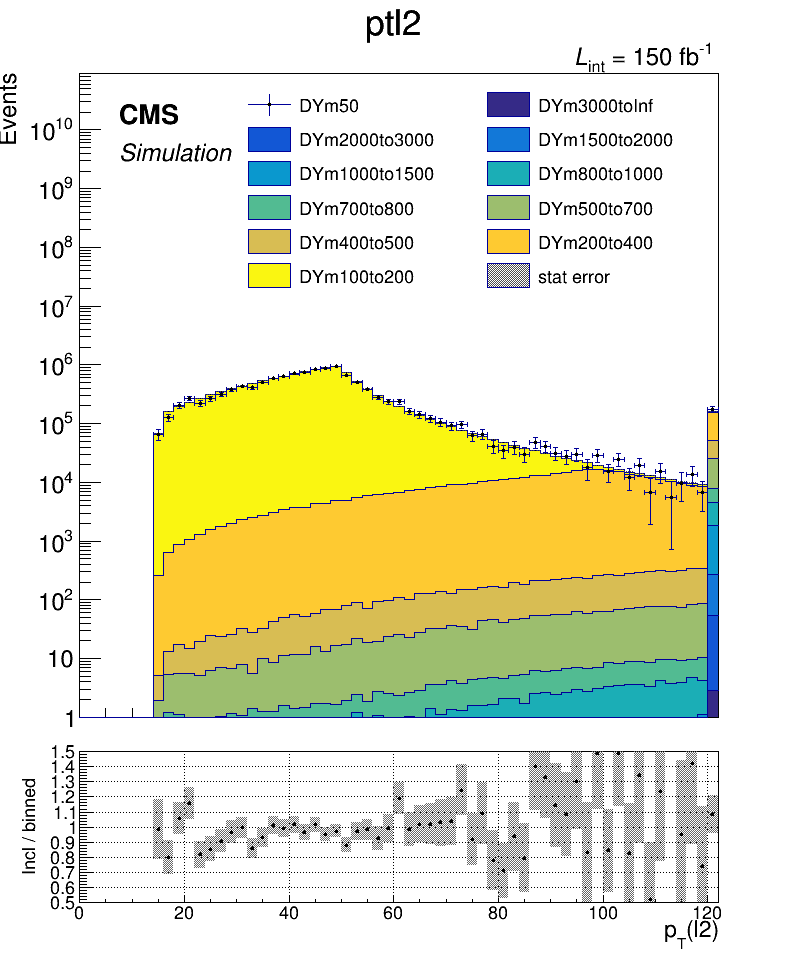 ptl2
L_int = 150 fb^-1
Events
CMS
Simulation
DYm50
DYm3000toInf
DYm2000to3000
DYm1500to2000
DYm1000to1500
DYm800to1000
DYm700to800
DYm500to700
DYm400to500
DYm200to400
DYm100to200
stat error
10^10
10^9
10^8
10^7
10^6
10^5
10^4
10^3
10^2
10
1
Incl / binned
1.5
1.4
1.3
1.2
1.1
1
0.9
0.8
0.7
0.6
0.5
0 20 40 60 80 100 120
p_T(l2)